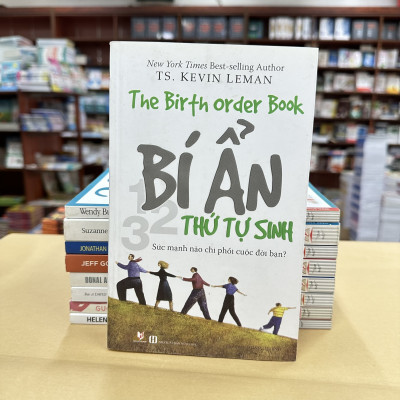 New York Times Best-selling Author
TS. KEVIN LEMAN
The Birth Order Book
BÍ ẨN
1
3 2
THỨ TỰ SINH
Sức mạnh nào chi phối cuộc đời bạn?
Wendy
Suzanne
JONATHAN
JEFF
HELEN